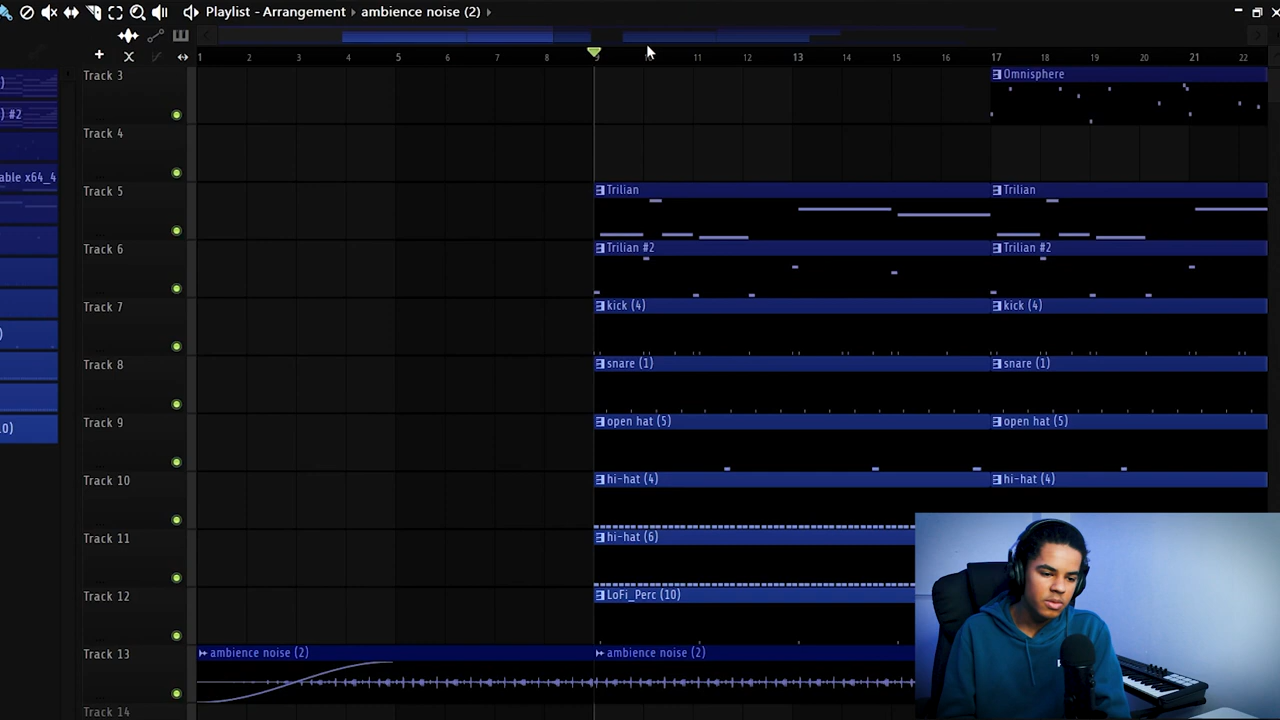 Playlist - Arrangement › ambience noise (2) ›
1 2 3 4 5 6 7 8 9 10 11 12 13 14 15 16 17 18 19 20 21 22
Track 3
Omnisphere
) #2
Track 4
able x64_4
Track 5
Trilian
Trilian
Track 6
Trilian #2
Trilian #2
Track 7
kick (4)
kick (4)
Track 8
snare (1)
snare (1)
Track 9
open hat (5)
open hat (5)
Track 10
hi-hat (4)
hi-hat (4)
Track 11
hi-hat (6)
Track 12
LoFi_Perc (10)
Track 13
ambience noise (2)
ambience noise (2)
Track 14